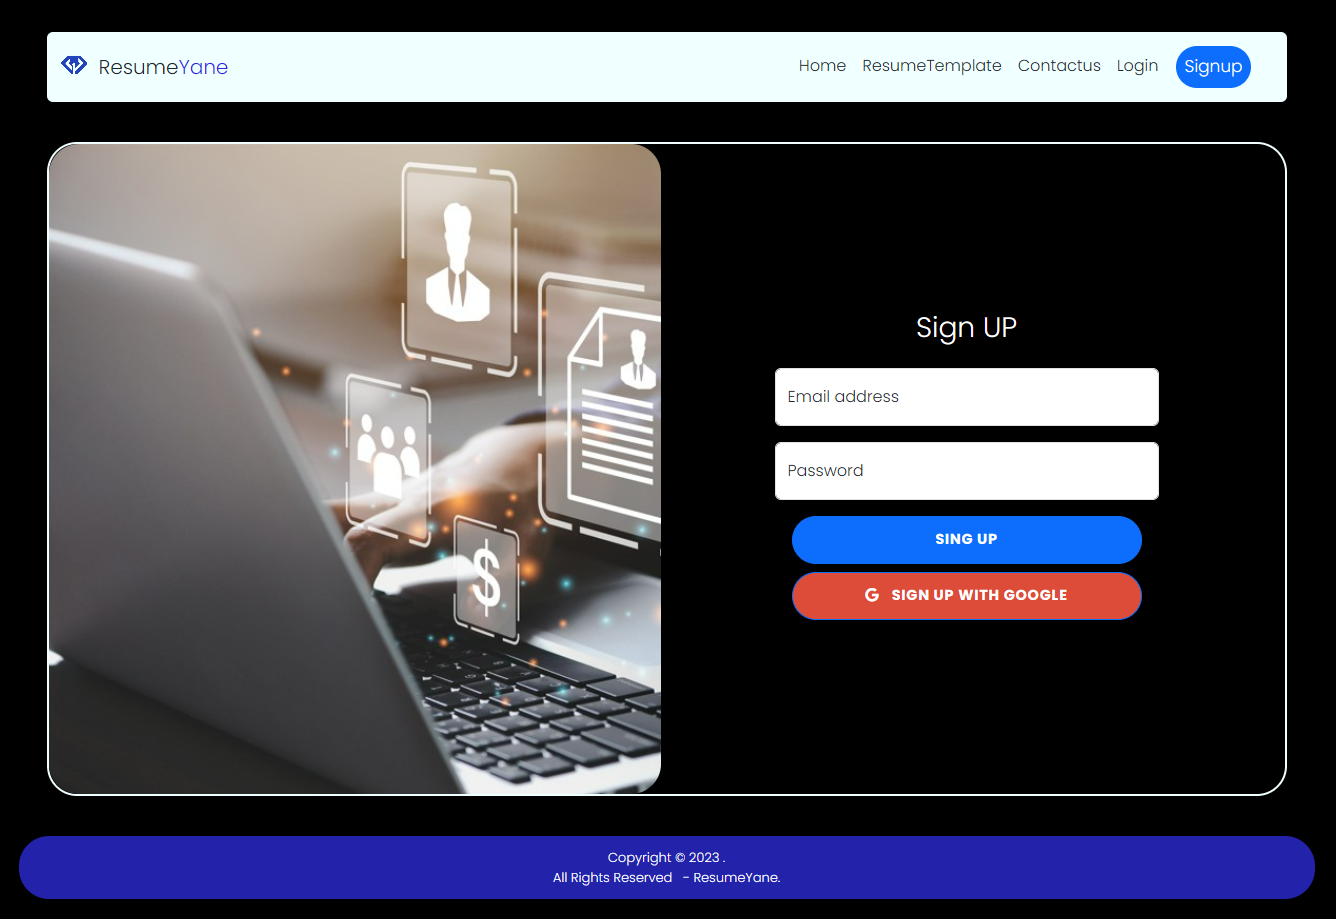 ResumeYane
Home ResumeTemplate Contactus Login Signup
Sign UP
Email address
Password
SING UP
G SIGN UP WITH GOOGLE
Copyright © 2023 .
All Rights Reserved - ResumeYane.
$